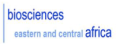 biosciences
eastern and central africa